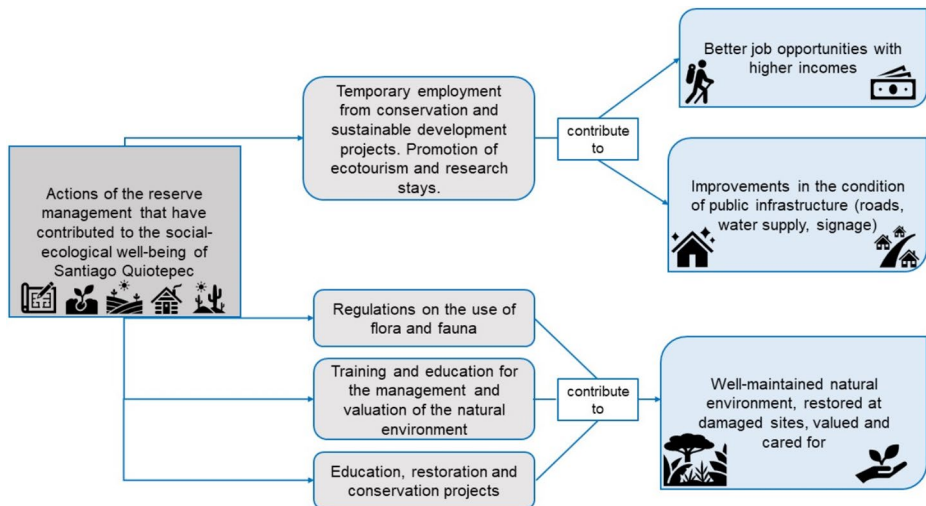 Actions of the reserve
management that have
contributed to the social-
ecological well-being of
Santiago Quiotepec
Temporary employment
from conservation and
sustainable development
projects. Promotion of
ecotourism and research
stays.
contribute
to
Better job opportunities with
higher incomes
Improvements in the condition
of public infrastructure (roads,
water supply, signage)
Regulations on the use of
flora and fauna
Training and education for
the management and
valuation of the natural
environment
Education, restoration and
conservation projects
contribute
to
Well-maintained natural
environment, restored at
damaged sites, valued and
cared for